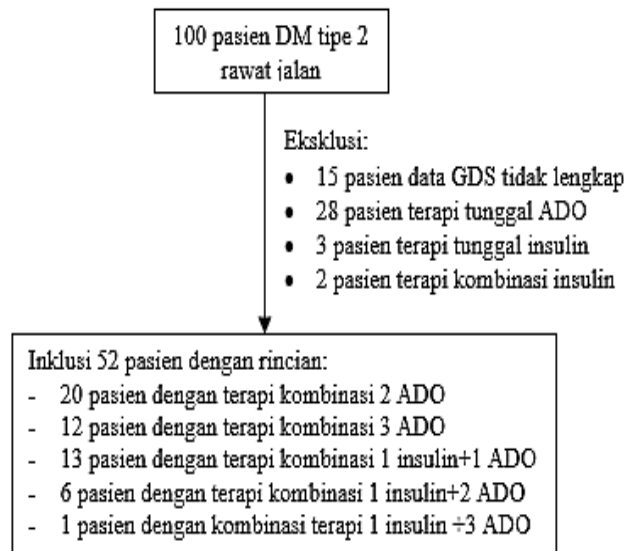 100 pasien DM tipe 2
rawat jalan
Eksklusi:
• 15 pasien data GDS tidak lengkap
• 28 pasien terapi tunggal ADO
• 3 pasien terapi tunggal insulin
• 2 pasien terapi kombinasi insulin
Inklusi 52 pasien dengan rincian:
- 20 pasien dengan terapi kombinasi 2 ADO
- 12 pasien dengan terapi kombinasi 3 ADO
- 13 pasien dengan terapi kombinasi 1 insulin+1 ADO
- 6 pasien dengan terapi kombinasi 1 insulin+2 ADO
- 1 pasien dengan kombinasi terapi 1 insulin +3 ADO